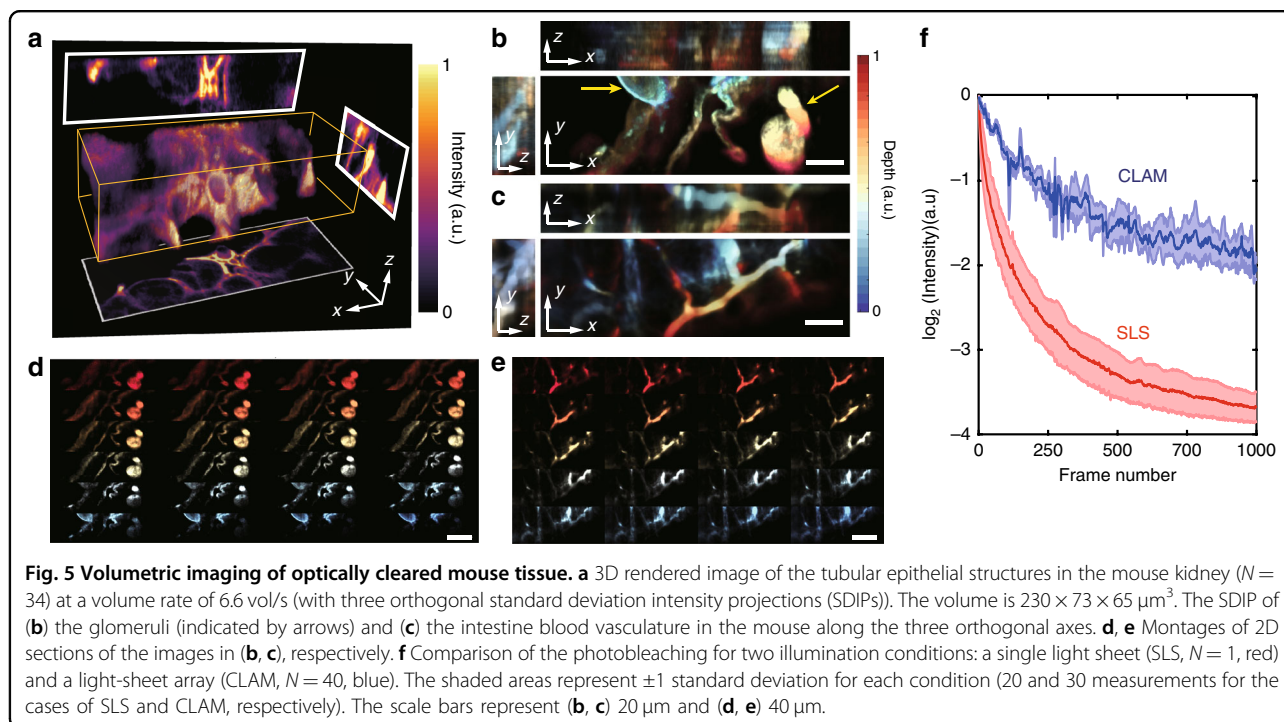 a
1
Intensity (a.u.)
0
y
z
x
b
z
x
y
z
y
x
c
z
x
y
z
y
x
1
Depth (a.u.)
0
d
e
f
0
−1
−2
−3
−4
log2 (Intensity)(a.u)
CLAM
SLS
0
250
500
750
1000
Frame number
Fig. 5 Volumetric imaging of optically cleared mouse tissue. a 3D rendered image of the tubular epithelial structures in the mouse kidney (N =
34) at a volume rate of 6.6 vol/s (with three orthogonal standard deviation intensity projections (SDIPs)). The volume is 230 × 73 × 65 μm³. The SDIP of
(b) the glomeruli (indicated by arrows) and (c) the intestine blood vasculature in the mouse along the three orthogonal axes. d, e Montages of 2D
sections of the images in (b, c), respectively. f Comparison of the photobleaching for two illumination conditions: a single light sheet (SLS, N = 1, red)
and a light-sheet array (CLAM, N = 40, blue). The shaded areas represent ±1 standard deviation for each condition (20 and 30 measurements for the
cases of SLS and CLAM, respectively). The scale bars represent (b, c) 20 μm and (d, e) 40 μm.